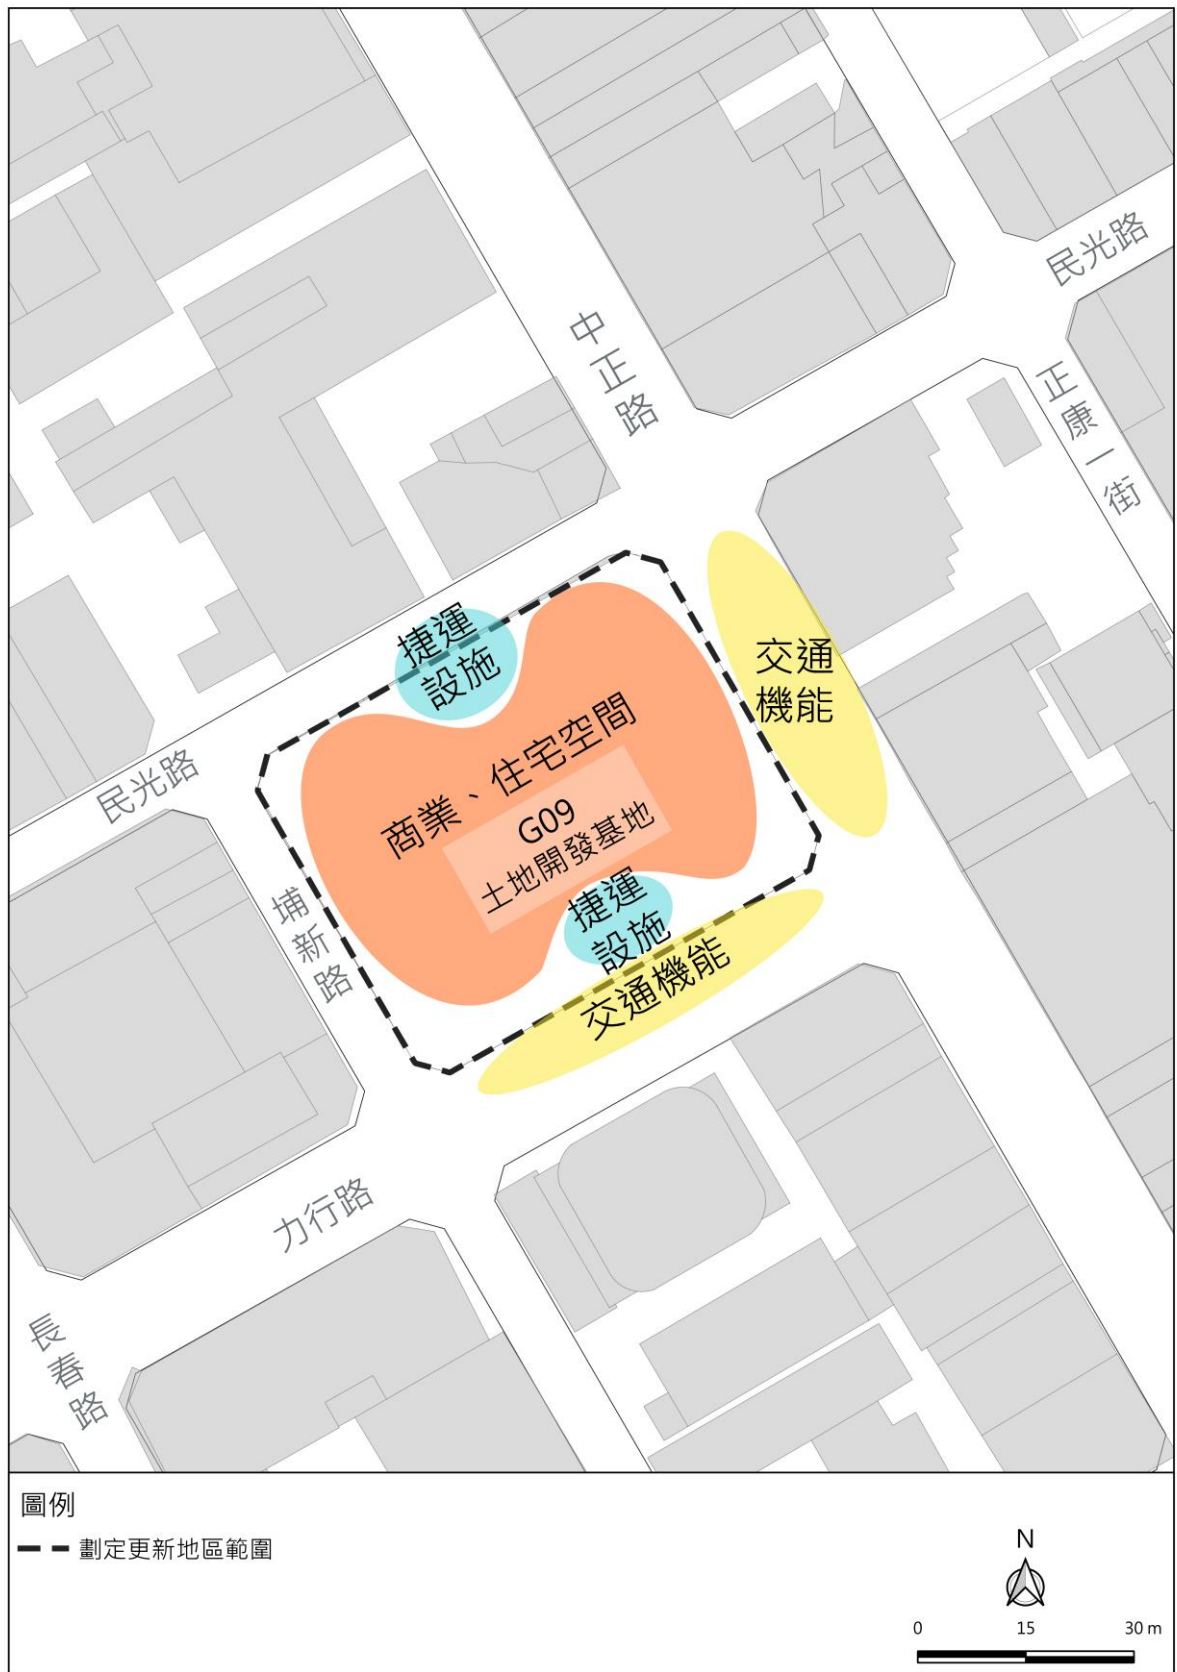 民光路
中正路
正康一街
捷運
設施
交通
機能
商業、住宅空間
G09
土地開發基地
民光路
捷運
設施
埔新路
交通機能
力行路
長春路
圖例
劃定更新地區範圍
N
0 15 30 m